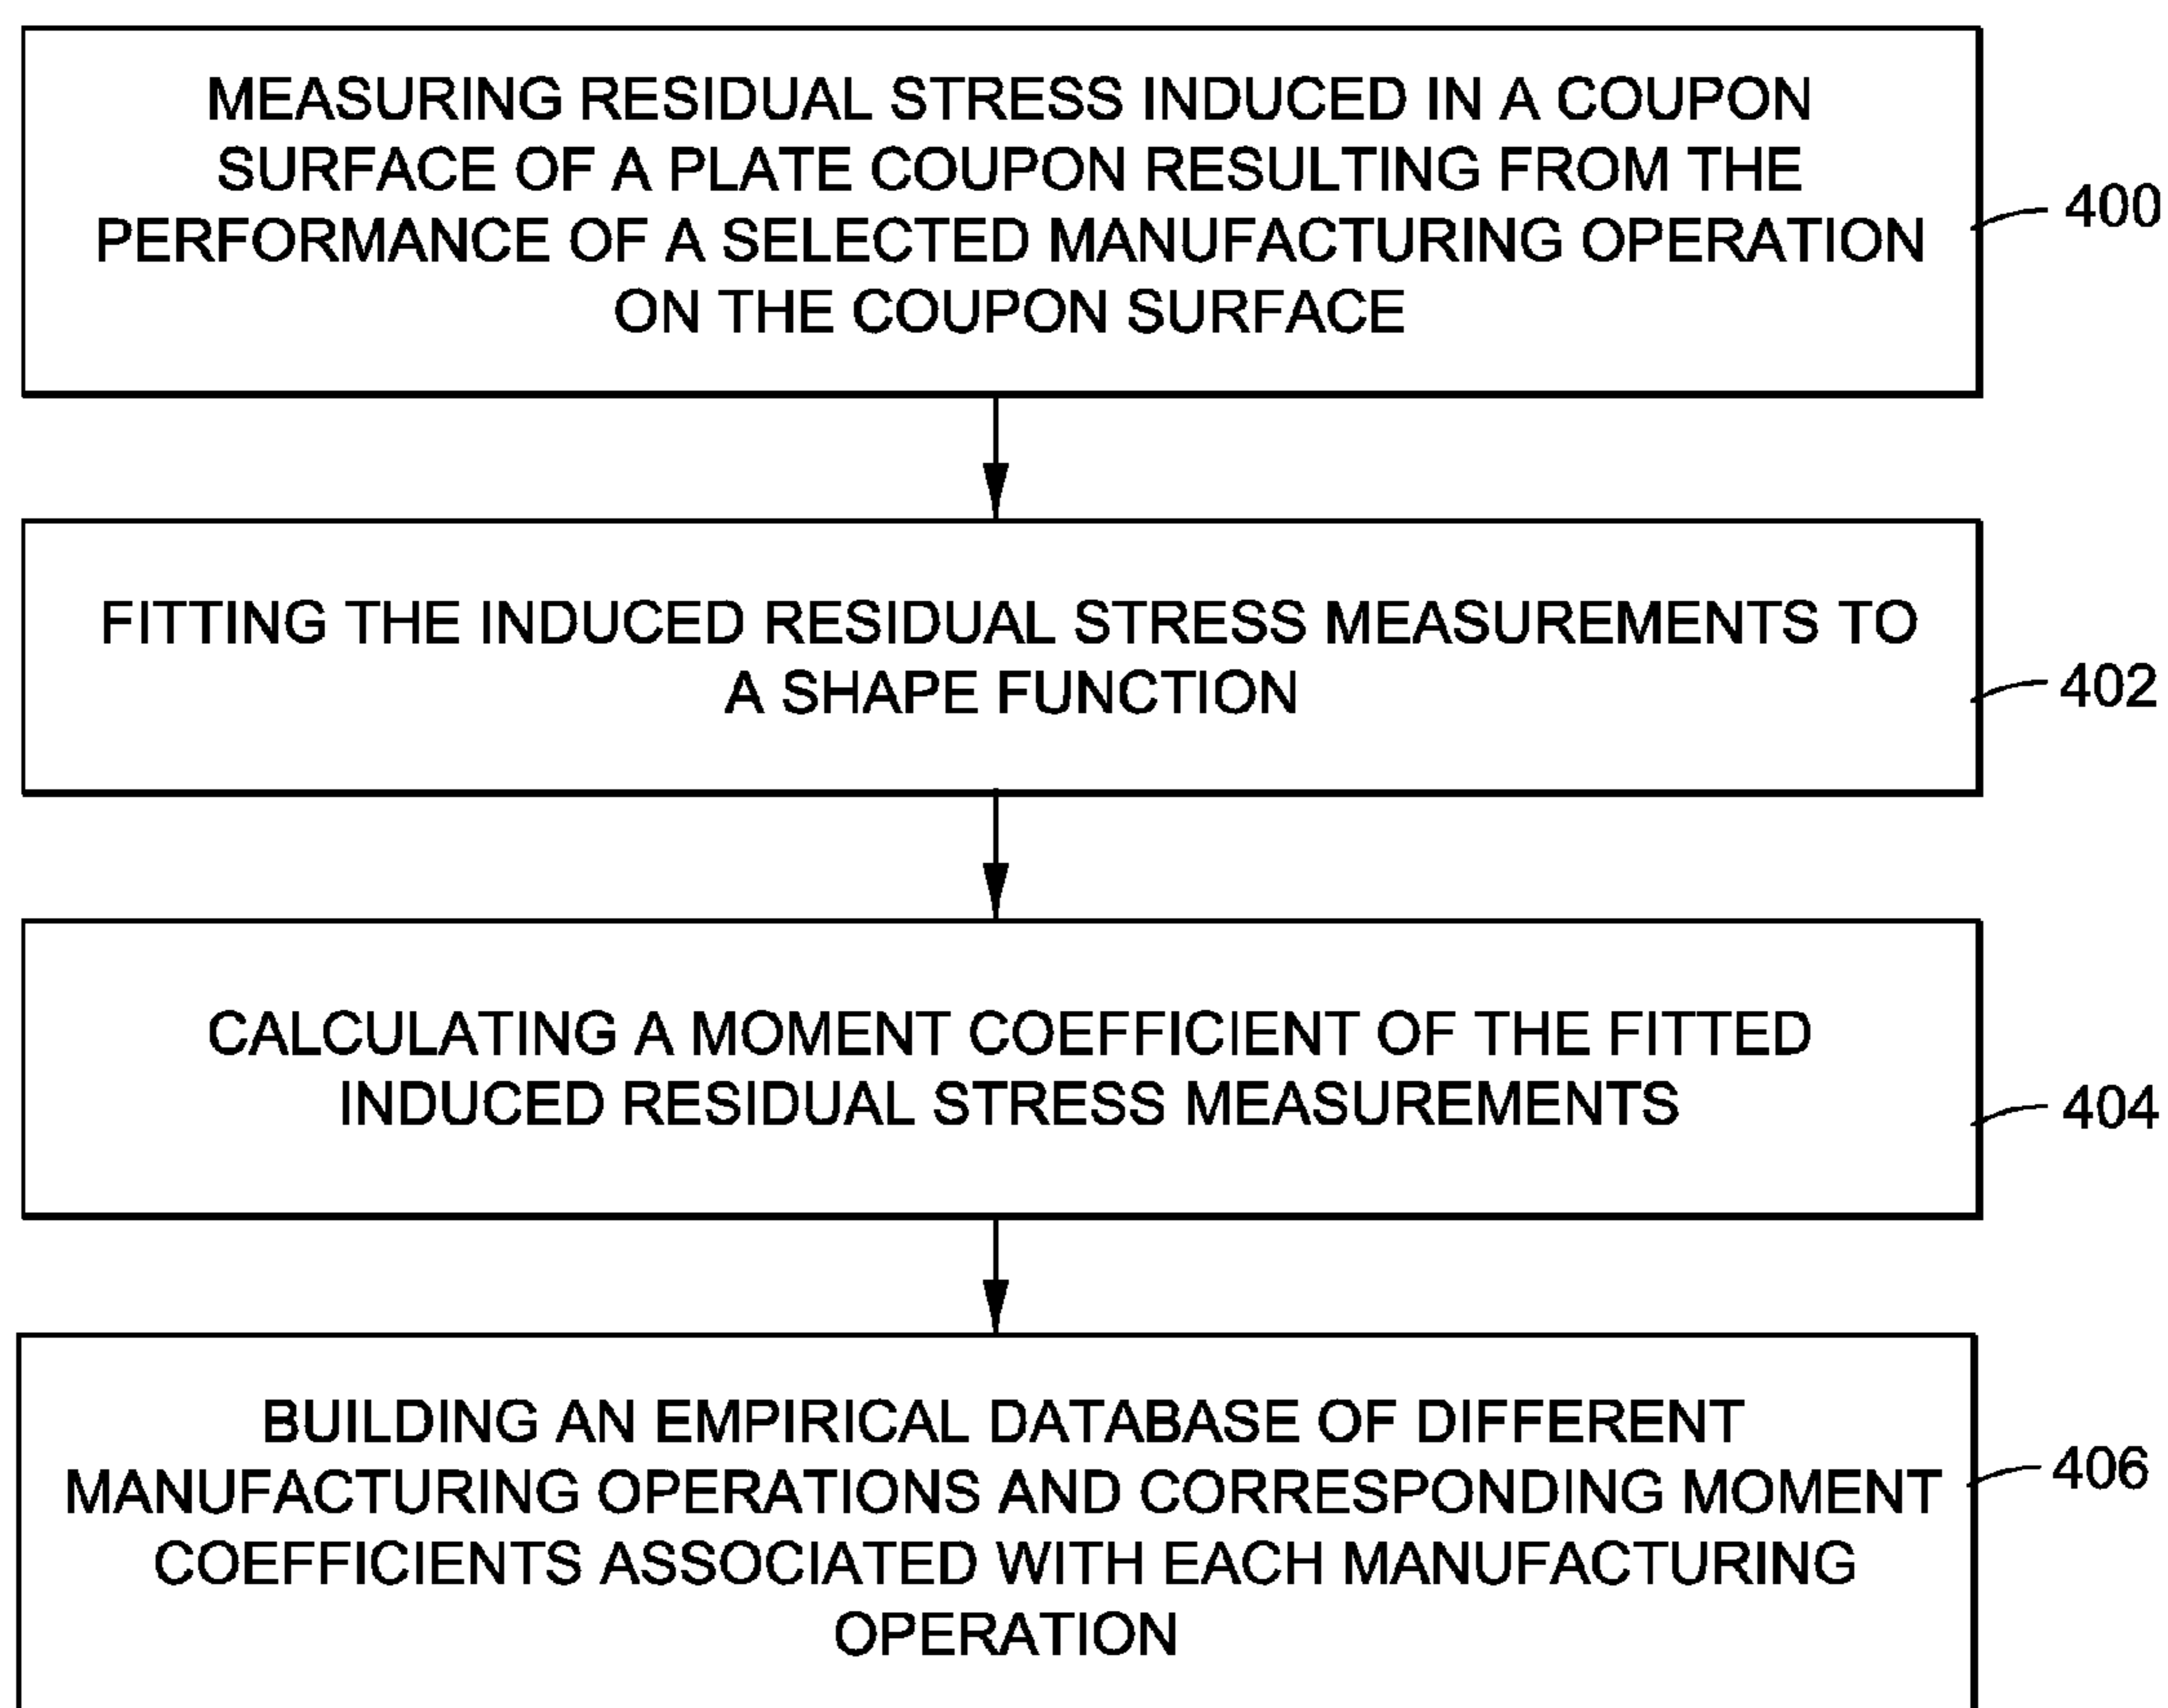 MEASURING RESIDUAL STRESS INDUCED IN A COUPON
SURFACE OF A PLATE COUPON RESULTING FROM THE
PERFORMANCE OF A SELECTED MANUFACTURING OPERATION
ON THE COUPON SURFACE
400
FITTING THE INDUCED RESIDUAL STRESS MEASUREMENTS TO
A SHAPE FUNCTION
402
CALCULATING A MOMENT COEFFICIENT OF THE FITTED
INDUCED RESIDUAL STRESS MEASUREMENTS
404
BUILDING AN EMPIRICAL DATABASE OF DIFFERENT
MANUFACTURING OPERATIONS AND CORRESPONDING MOMENT
COEFFICIENTS ASSOCIATED WITH EACH MANUFACTURING
OPERATION
406